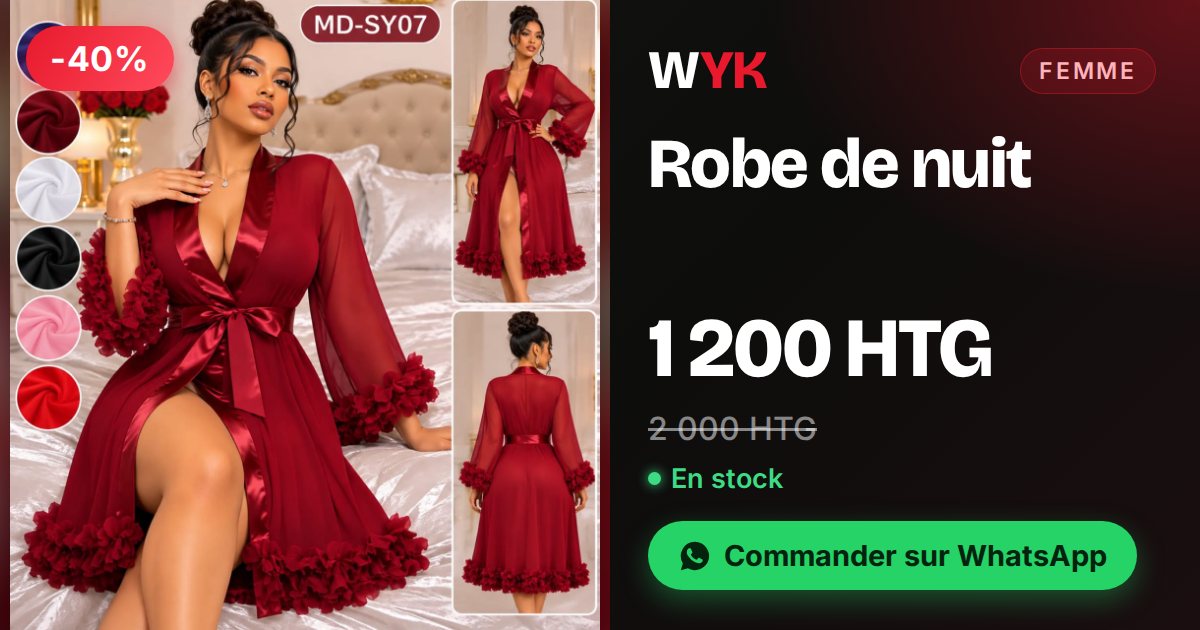 -40%
MD-SY07
WYK
FEMME
Robe de nuit
1 200 HTG
2 000 HTG
En stock
Commander sur WhatsApp